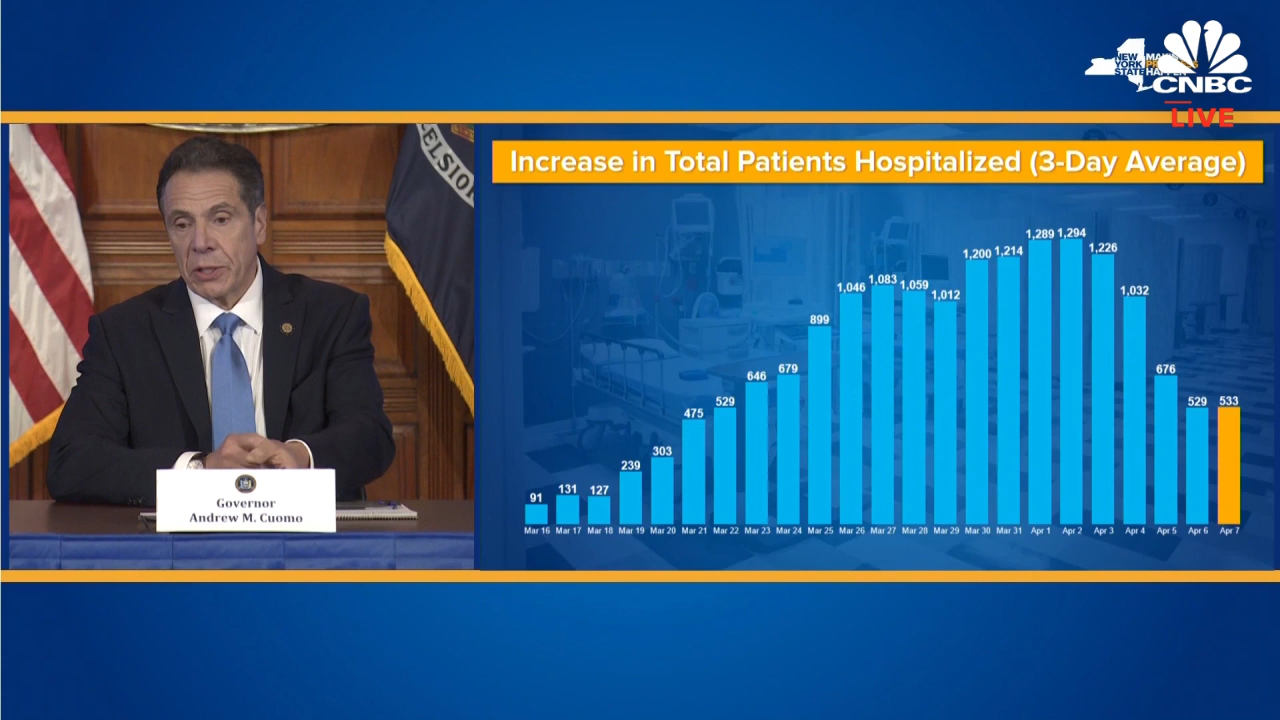 NEW
YORK
STATE
CNBC
LIVE
ELSIO
Increase in Total Patients Hospitalized (3-Day Average)
1,289 1,294
1,226
1,200 1,214
1,046 1,083 1,059 1,012
1,032
899
646 679
676
475 529
529 533
239 303
91 131 127
Mar 16 Mar 17 Mar 18 Mar 19 Mar 20 Mar 21 Mar 22 Mar 23 Mar 24 Mar 25 Mar 26 Mar 27 Mar 28 Mar 29 Mar 30 Mar 31 Apr 1 Apr 2 Apr 3 Apr 4 Apr 5 Apr 6 Apr 7
Governor
Andrew M. Cuomo